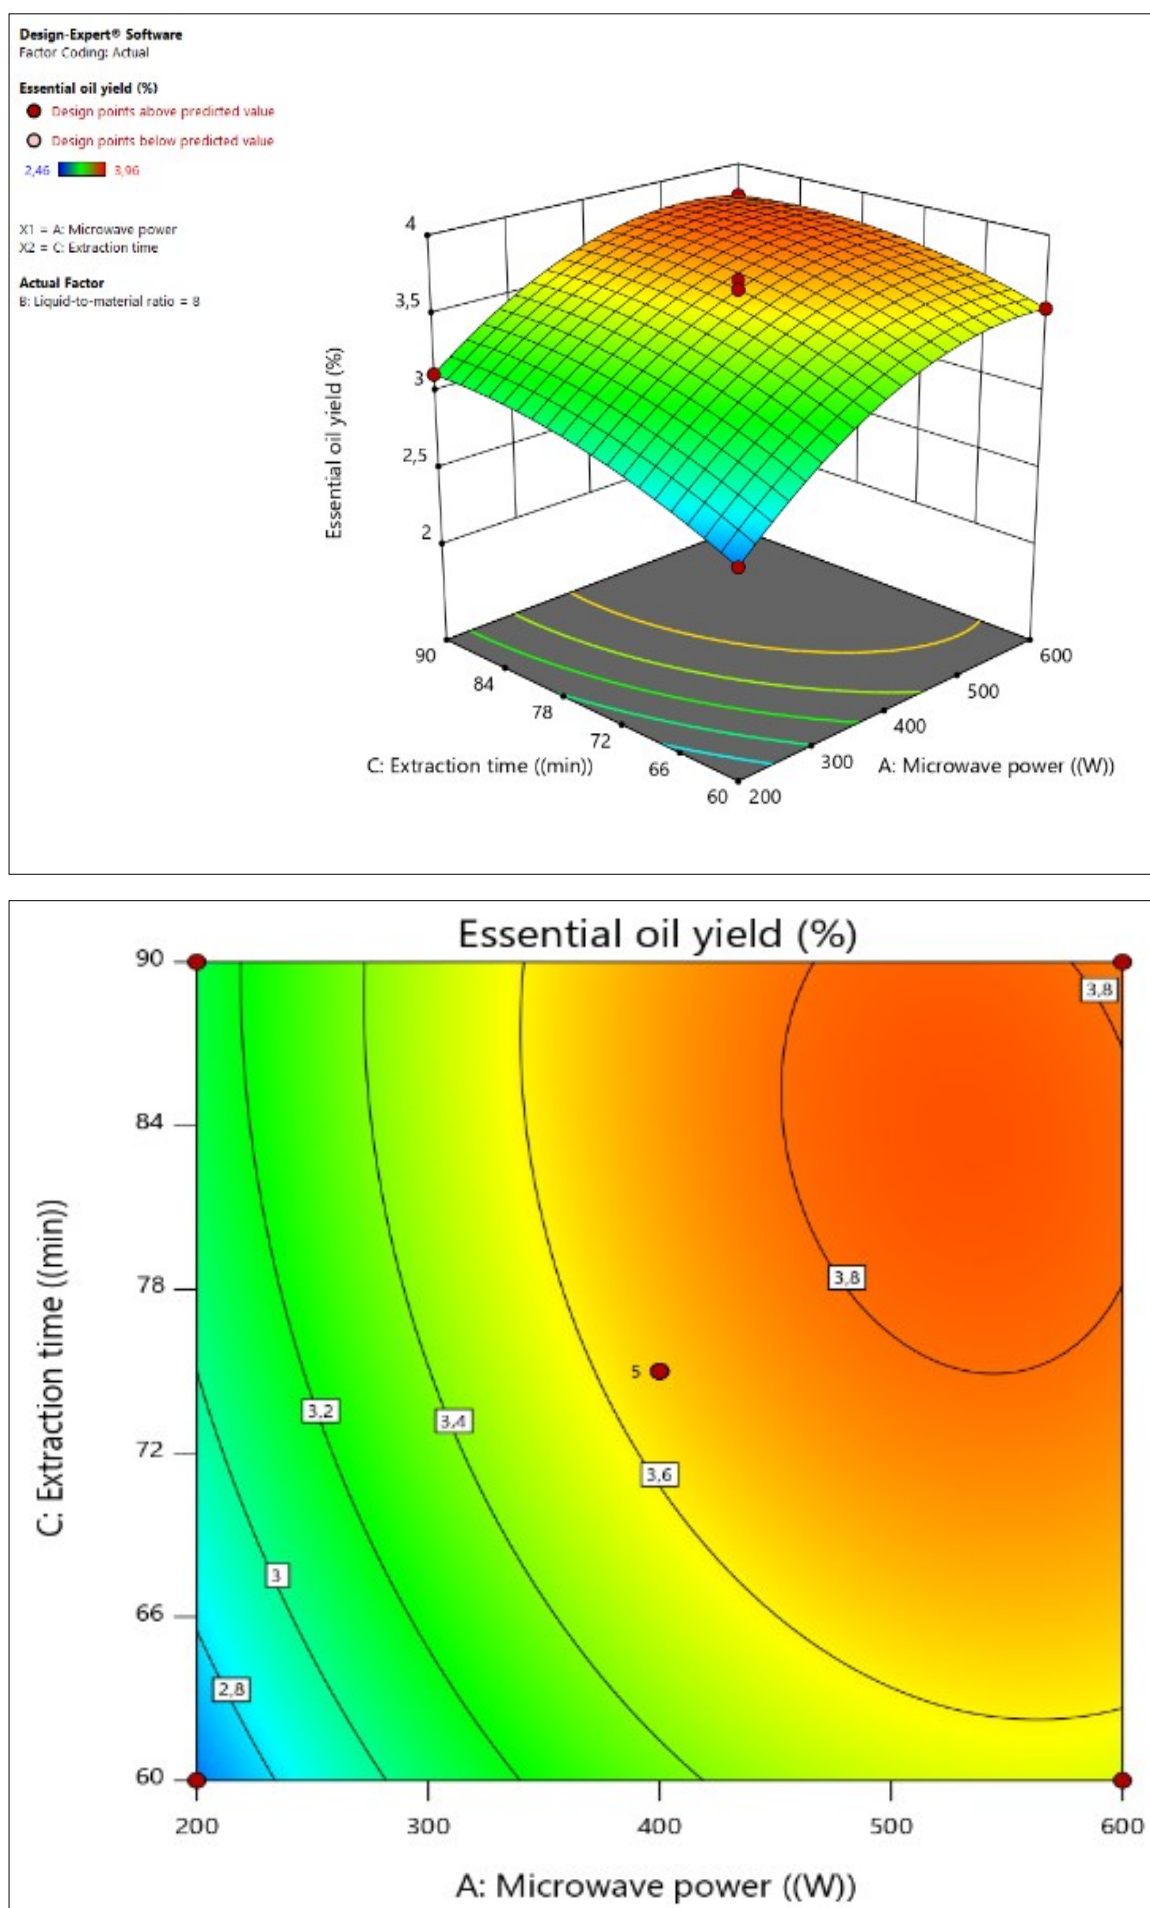 Design-Expert® Software
Factor Coding: Actual
Essential oil yield (%)
Design points above predicted value
Design points below predicted value
2,46 3,96
X1 = A: Microwave power
X2 = C: Extraction time
Actual Factor
B: Liquid-to-material ratio = 8
4
3,5
3
2,5
2
Essential oil yield (%)
90
84
78
72
66
60
C: Extraction time ((min))
200
300
400
500
600
A: Microwave power ((W))
Essential oil yield (%)
90
84
78
72
66
60
C: Extraction time ((min))
3,8
3,8
5
3,2
3,4
3,6
3
2,8
200 300 400 500 600
A: Microwave power ((W))